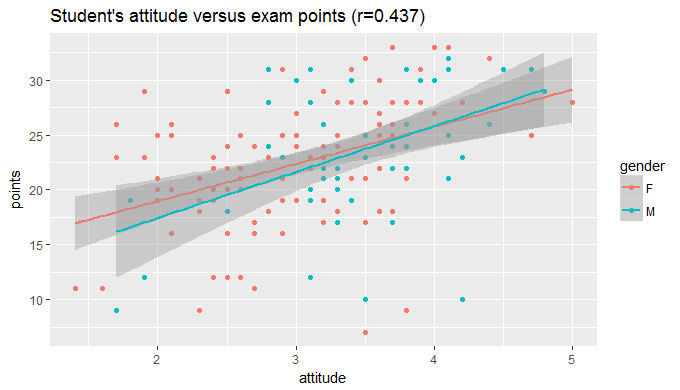 Student's attitude versus exam points (r=0.437)
30
25
20
15
10
points
2 3 4 5
attitude
gender
F
M